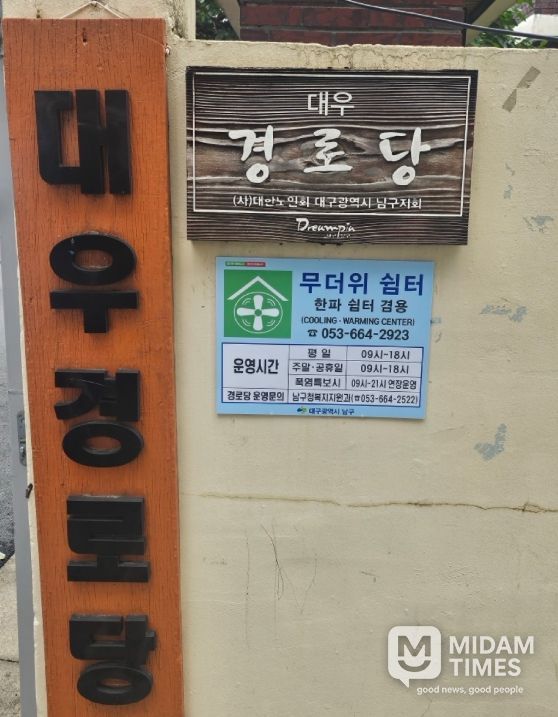 대우경로당
대우
경로당
(사)대한노인회 대구광역시 남구지회
무더위 쉼터
한파 쉼터 겸용
(COOLING · WARMING CENTER)
☎ 053-664-2923
운영시간
평 일 09시~18시
주말·공휴일 09시~18시
폭염특보시 09시~21시 연장운영
경로당 운영문의 남구청복지지원과(☎053-664-2522)
대구광역시 남구
MIDAM
TIMES
good news, good people